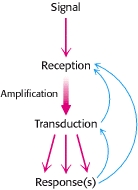 Signal
Reception
Amplification
Transduction
Response(s)